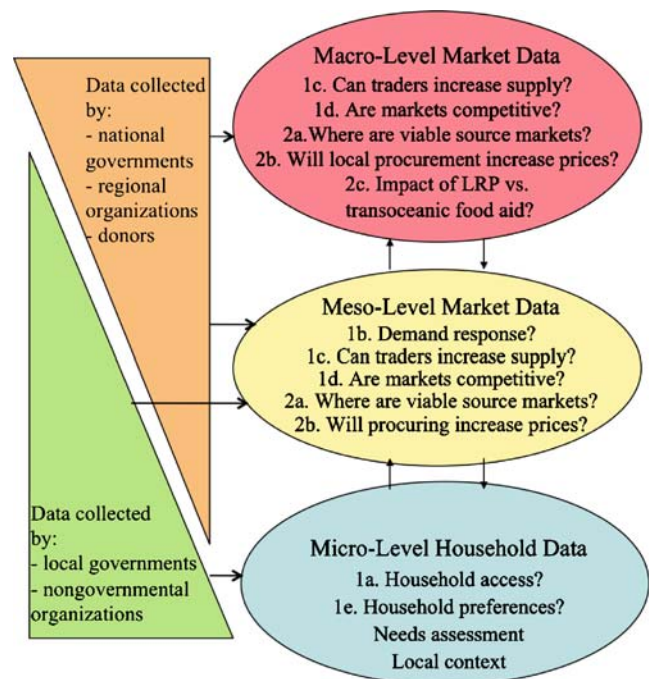 Data collected
by:
- national
governments
- regional
organizations
- donors
Data collected
by:
- local governments
- nongovernmental
organizations
Macro-Level Market Data
1c. Can traders increase supply?
1d. Are markets competitive?
2a.Where are viable source markets?
2b. Will local procurement increase prices?
2c. Impact of LRP vs.
transoceanic food aid?
Meso-Level Market Data
1b. Demand response?
1c. Can traders increase supply?
1d. Are markets competitive?
2a. Where are viable source markets?
2b. Will procuring increase prices?
Micro-Level Household Data
1a. Household access?
1e. Household preferences?
Needs assessment
Local context